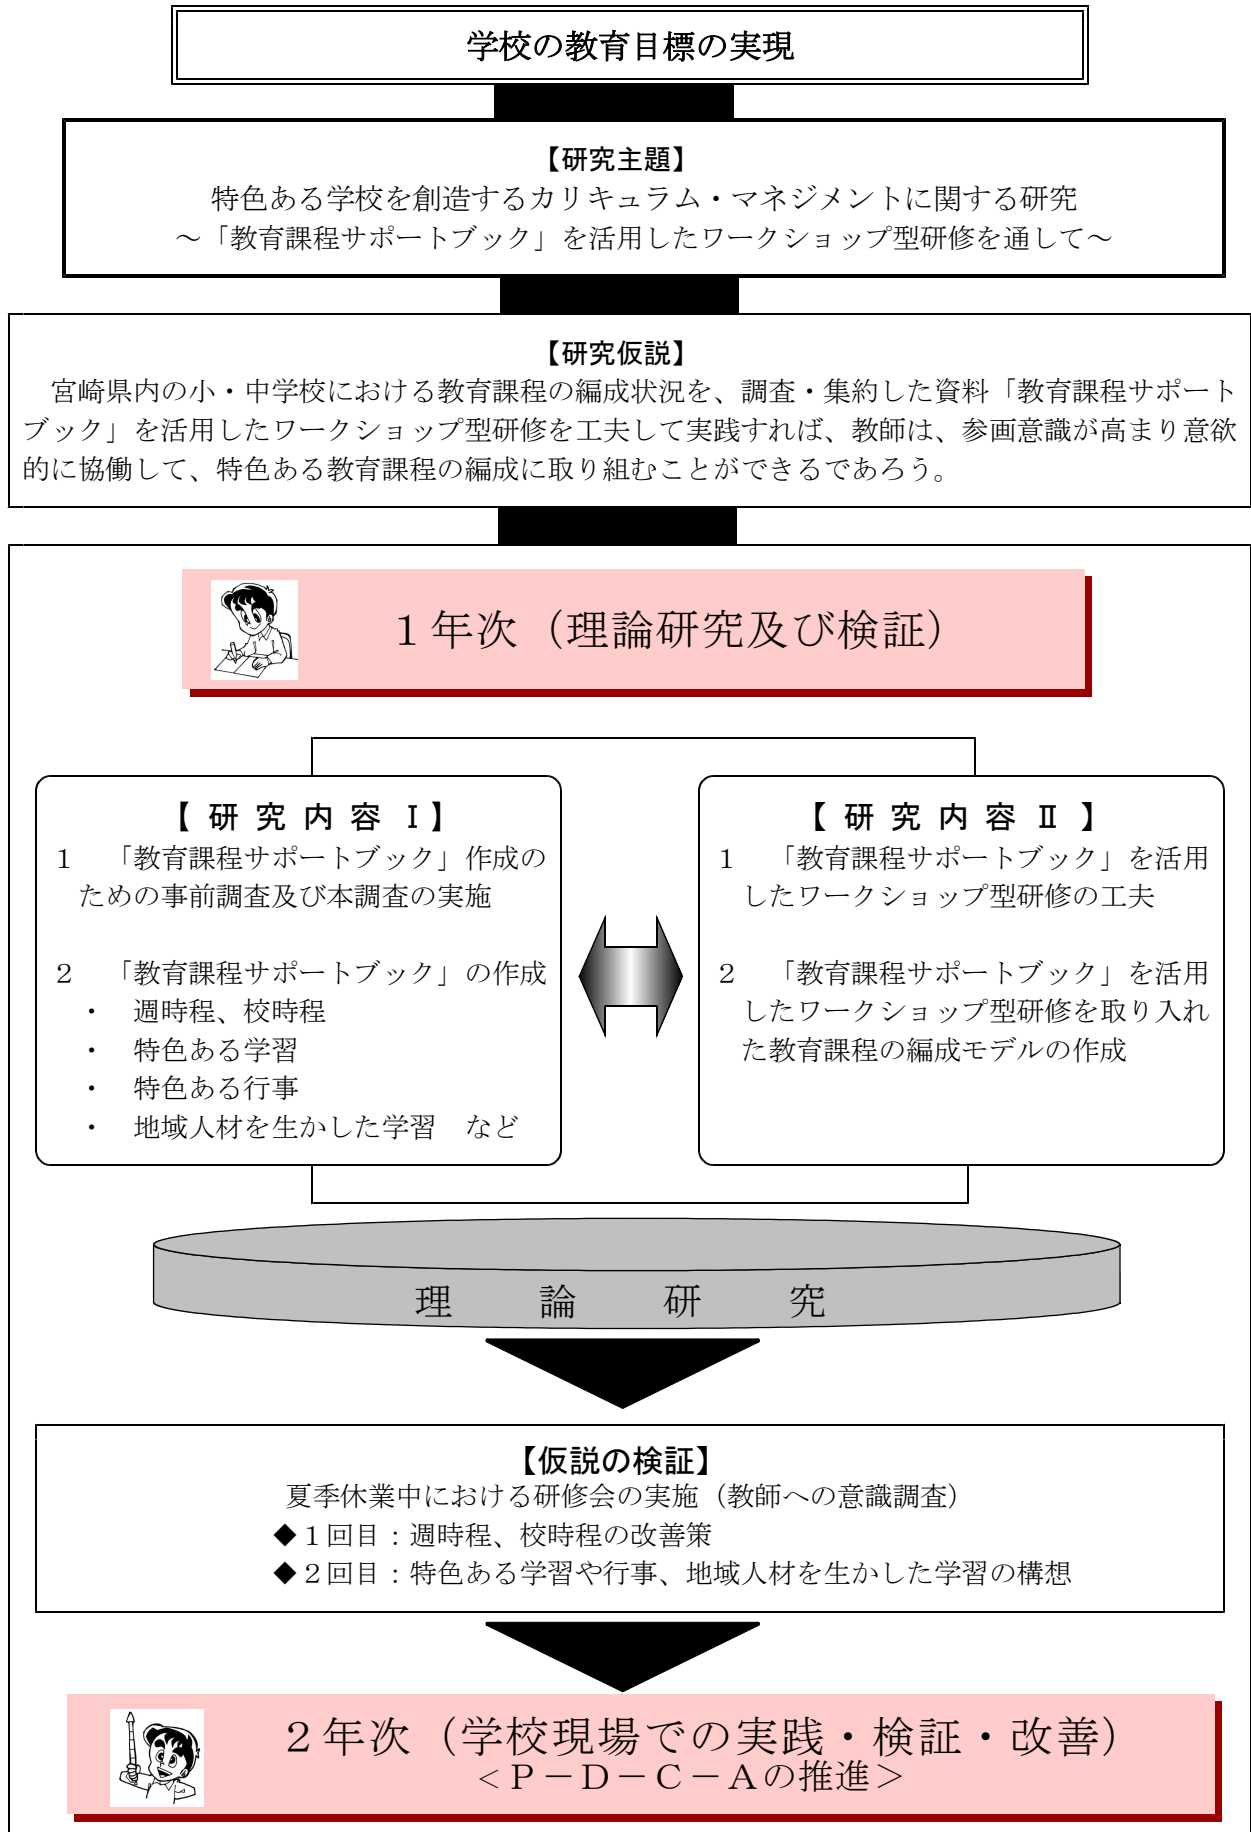 学校の教育目標の実現
【研究主題】
特色ある学校を創造するカリキュラム・マネジメントに関する研究
～「教育課程サポートブック」を活用したワークショップ型研修を通して～
【研究仮説】
宮崎県内の小・中学校における教育課程の編成状況を、調査・集約した資料「教育課程サポート
ブック」を活用したワークショップ型研修を工夫して実践すれば、教師は、参画意識が高まり意欲
的に協働して、特色ある教育課程の編成に取り組むことができるであろう。
１年次（理論研究及び検証）
【 研 究 内 容 Ⅰ】
１　「教育課程サポートブック」作成の
ための事前調査及び本調査の実施
２　「教育課程サポートブック」の作成
・　週時程、校時程
・　特色ある学習
・　特色ある行事
・　地域人材を生かした学習　など
【 研 究 内 容 Ⅱ 】
１　「教育課程サポートブック」を活用
したワークショップ型研修の工夫
２　「教育課程サポートブック」を活用
したワークショップ型研修を取り入れ
た教育課程の編成モデルの作成
理　論　研　究
【仮説の検証】
夏季休業中における研修会の実施（教師への意識調査）
◆１回目：週時程、校時程の改善策
◆２回目：特色ある学習や行事、地域人材を生かした学習の構想
２年次（学校現場での実践・検証・改善）
＜Ｐ－Ｄ－Ｃ－Ａの推進＞